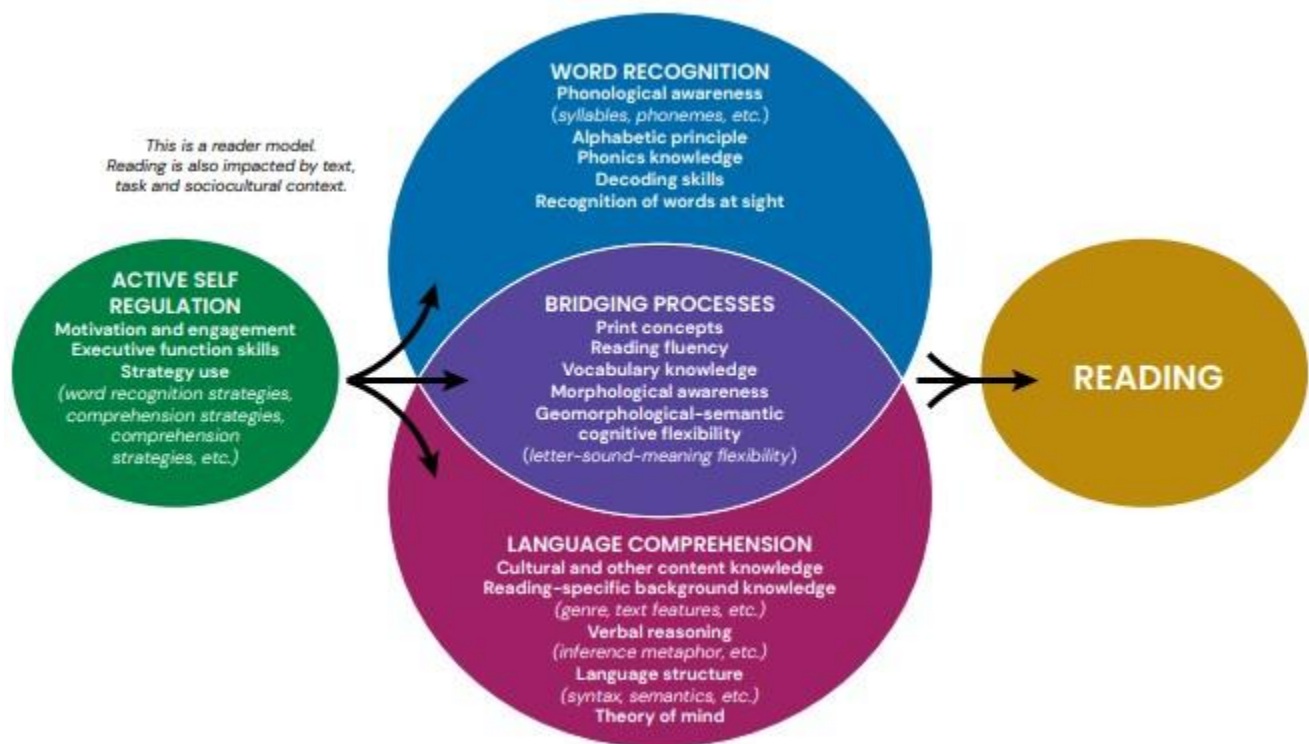 This is a reader model.
Reading is also impacted by text,
task and sociocultural context.
ACTIVE SELF
REGULATION
Motivation and engagement
Executive function skills
Strategy use
(word recognition strategies,
comprehension strategies,
comprehension
strategies, etc.)
WORD RECOGNITION
Phonological awareness
(syllables, phonemes, etc.)
Alphabetic principle
Phonics knowledge
Decoding skills
Recognition of words at sight
BRIDGING PROCESSES
Print concepts
Reading fluency
Vocabulary knowledge
Morphological awareness
Geomorphological-semantic
cognitive flexibility
(letter-sound-meaning flexibility)
LANGUAGE COMPREHENSION
Cultural and other content knowledge
Reading-specific background knowledge
(genre, text features, etc.)
Verbal reasoning
(inference metaphor, etc.)
Language structure
(syntax, semantics, etc.)
Theory of mind
READING